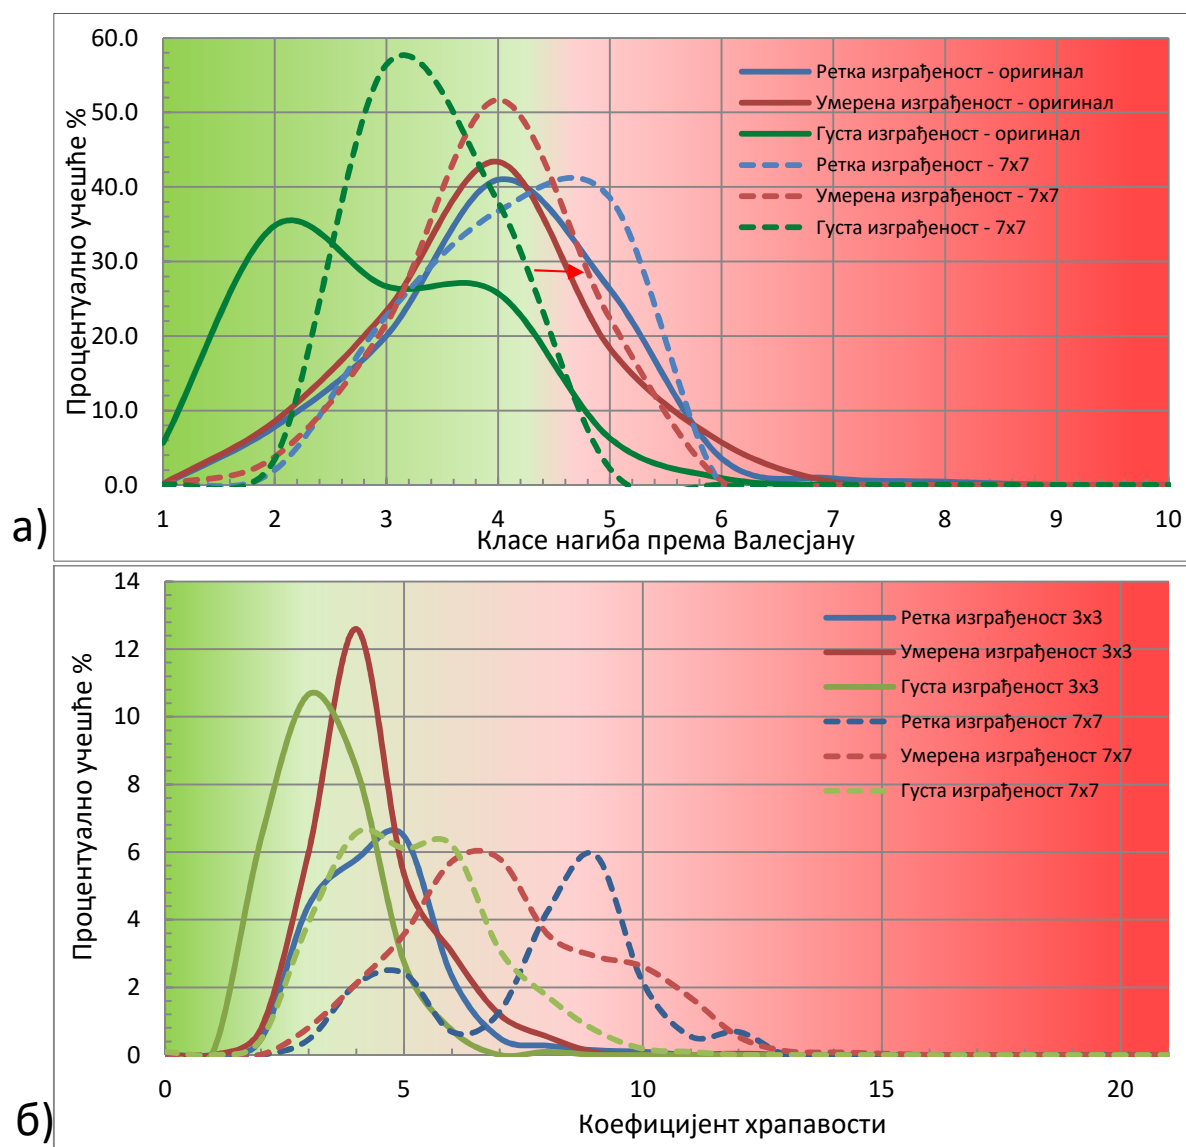 60.0
50.0
40.0
30.0
20.0
10.0
0.0
Процентуално учешће %
Ретка изграђеност - оригинал
Умерена изграђеност - оригинал
Густа изграђеност - оригинал
Ретка изграђеност - 7x7
Умерена изграђеност - 7x7
Густа изграђеност - 7x7
1 2 3 4 5 6 7 8 9 10
а)
Класе нагиба према Валесјану
14
12
10
8
6
4
2
0
Процентуално учешће %
Ретка изграђеност 3x3
Умерена изграђеност 3x3
Густа изграђеност 3x3
Ретка изграђеност 7x7
Умерена изграђеност 7x7
Густа изграђеност 7x7
0 5 10 15 20
б)
Коефицијент храпавости